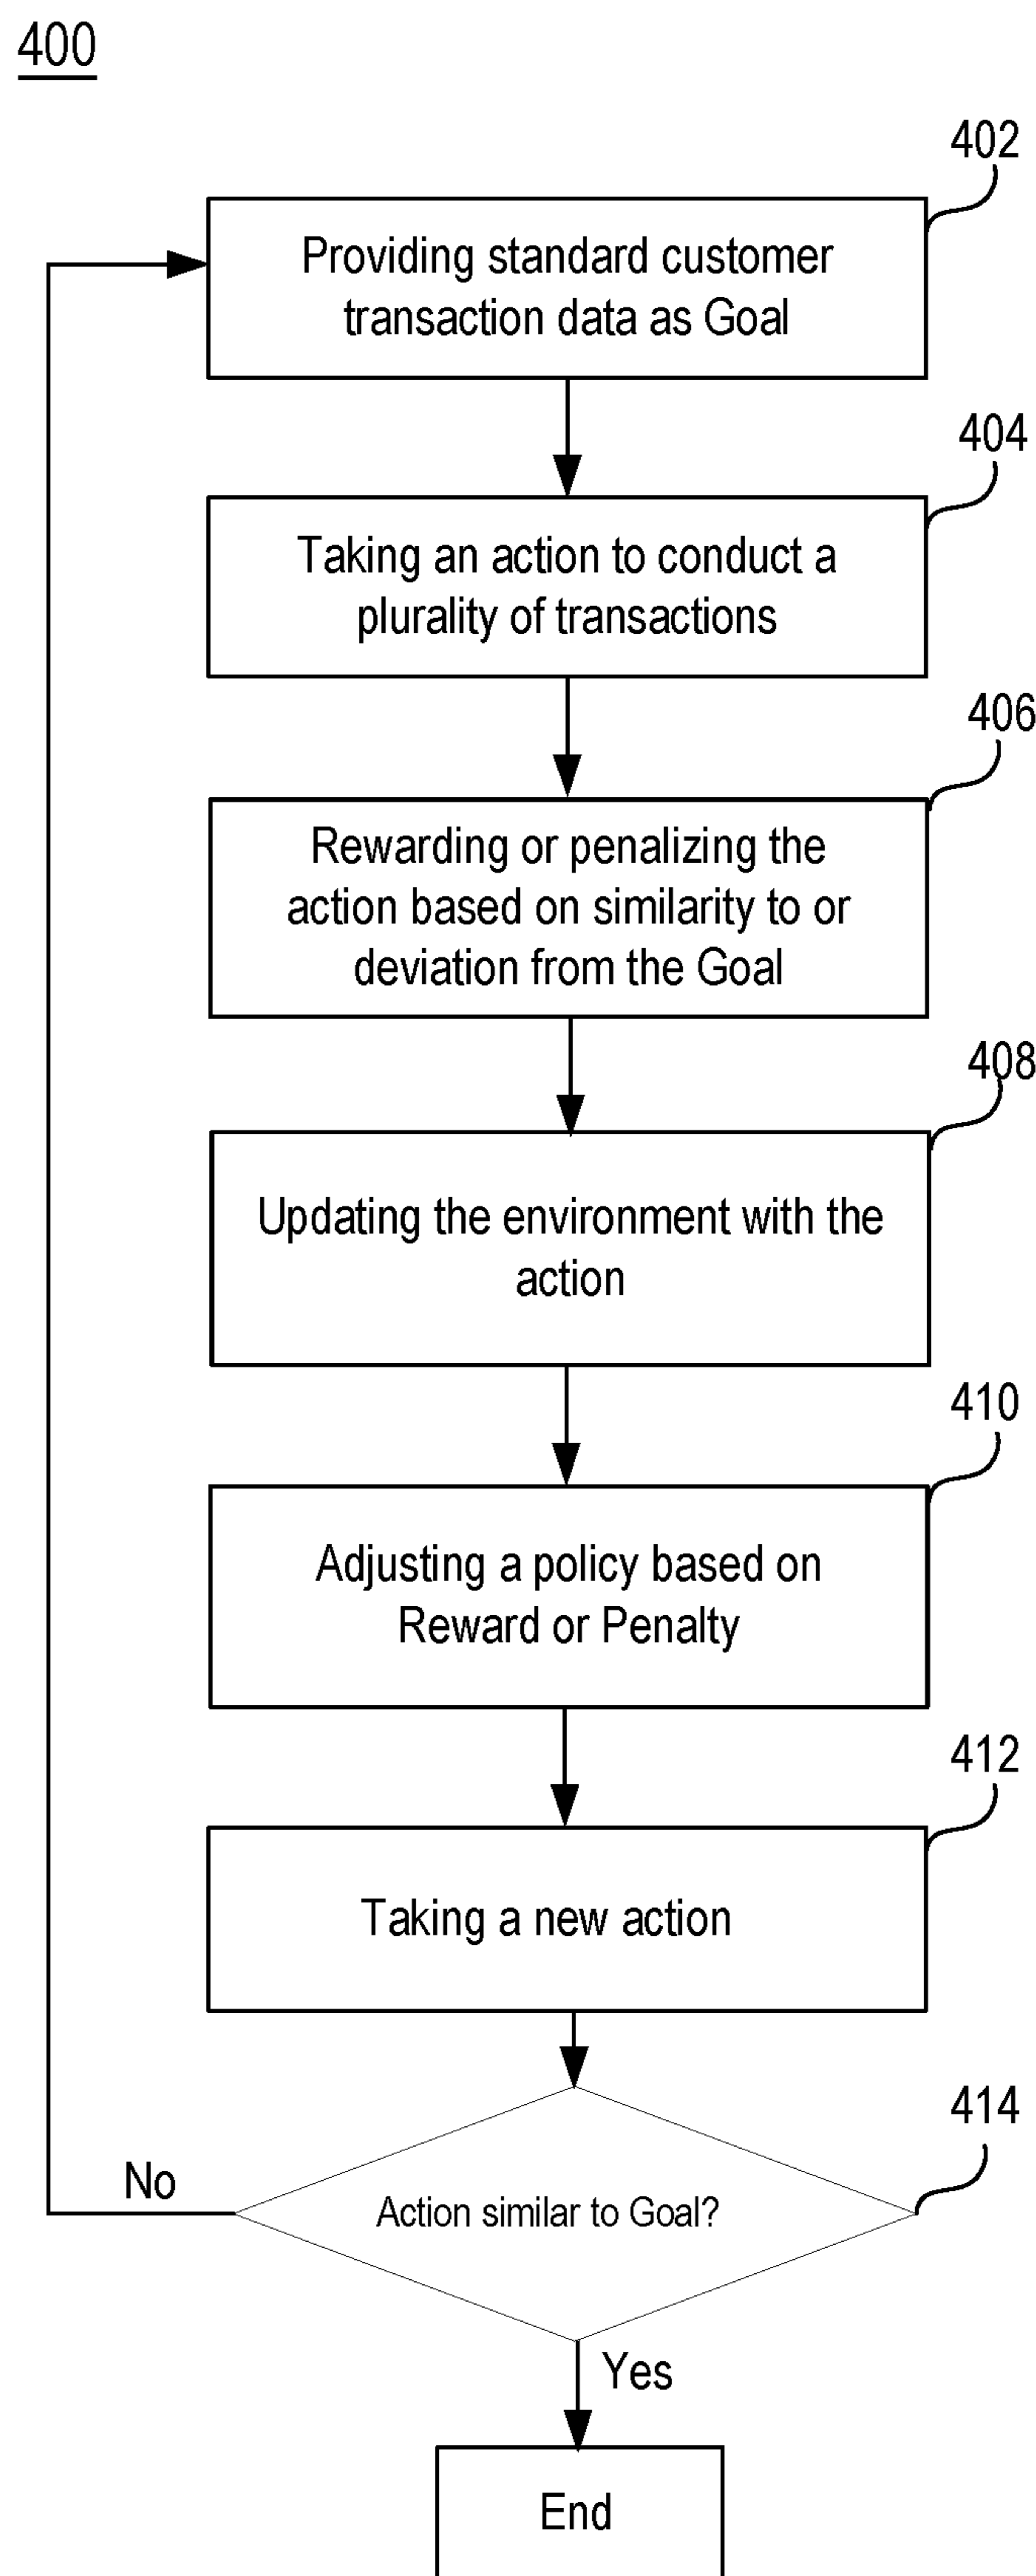 400
402
Providing standard customer
transaction data as Goal
404
Taking an action to conduct a
plurality of transactions
406
Rewarding or penalizing the
action based on similarity to or
deviation from the Goal
408
Updating the environment with the
action
410
Adjusting a policy based on
Reward or Penalty
412
Taking a new action
414
Action similar to Goal?
No
Yes
End